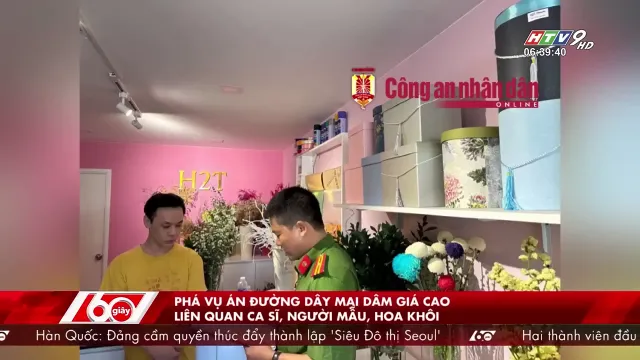 HTV9 HD
06:39:40
Công an nhân dân
ONLINE
H2T
60 giây
PHÁ VỤ ÁN ĐƯỜNG DÂY MẠI DÂM GIÁ CAO
LIÊN QUAN CA SĨ, NGƯỜI MẪU, HOA KHÔI
Hàn Quốc: Đảng cầm quyền thúc đẩy thành lập 'Siêu Đô thị Seoul'
Hai thành viên đầu